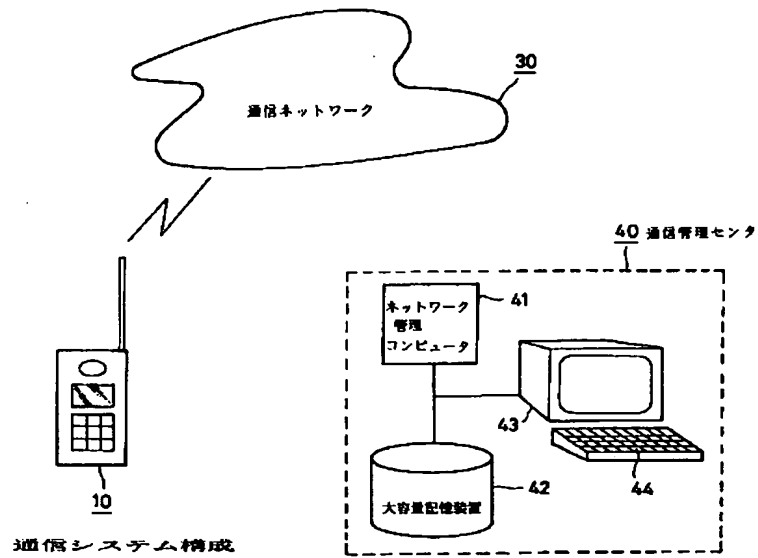 30
通信ネットワーク
40 通信管理センタ
41
ネットワーク
管理
コンピュータ
43
42
大容量記憶装置
44
10
通信システム構成